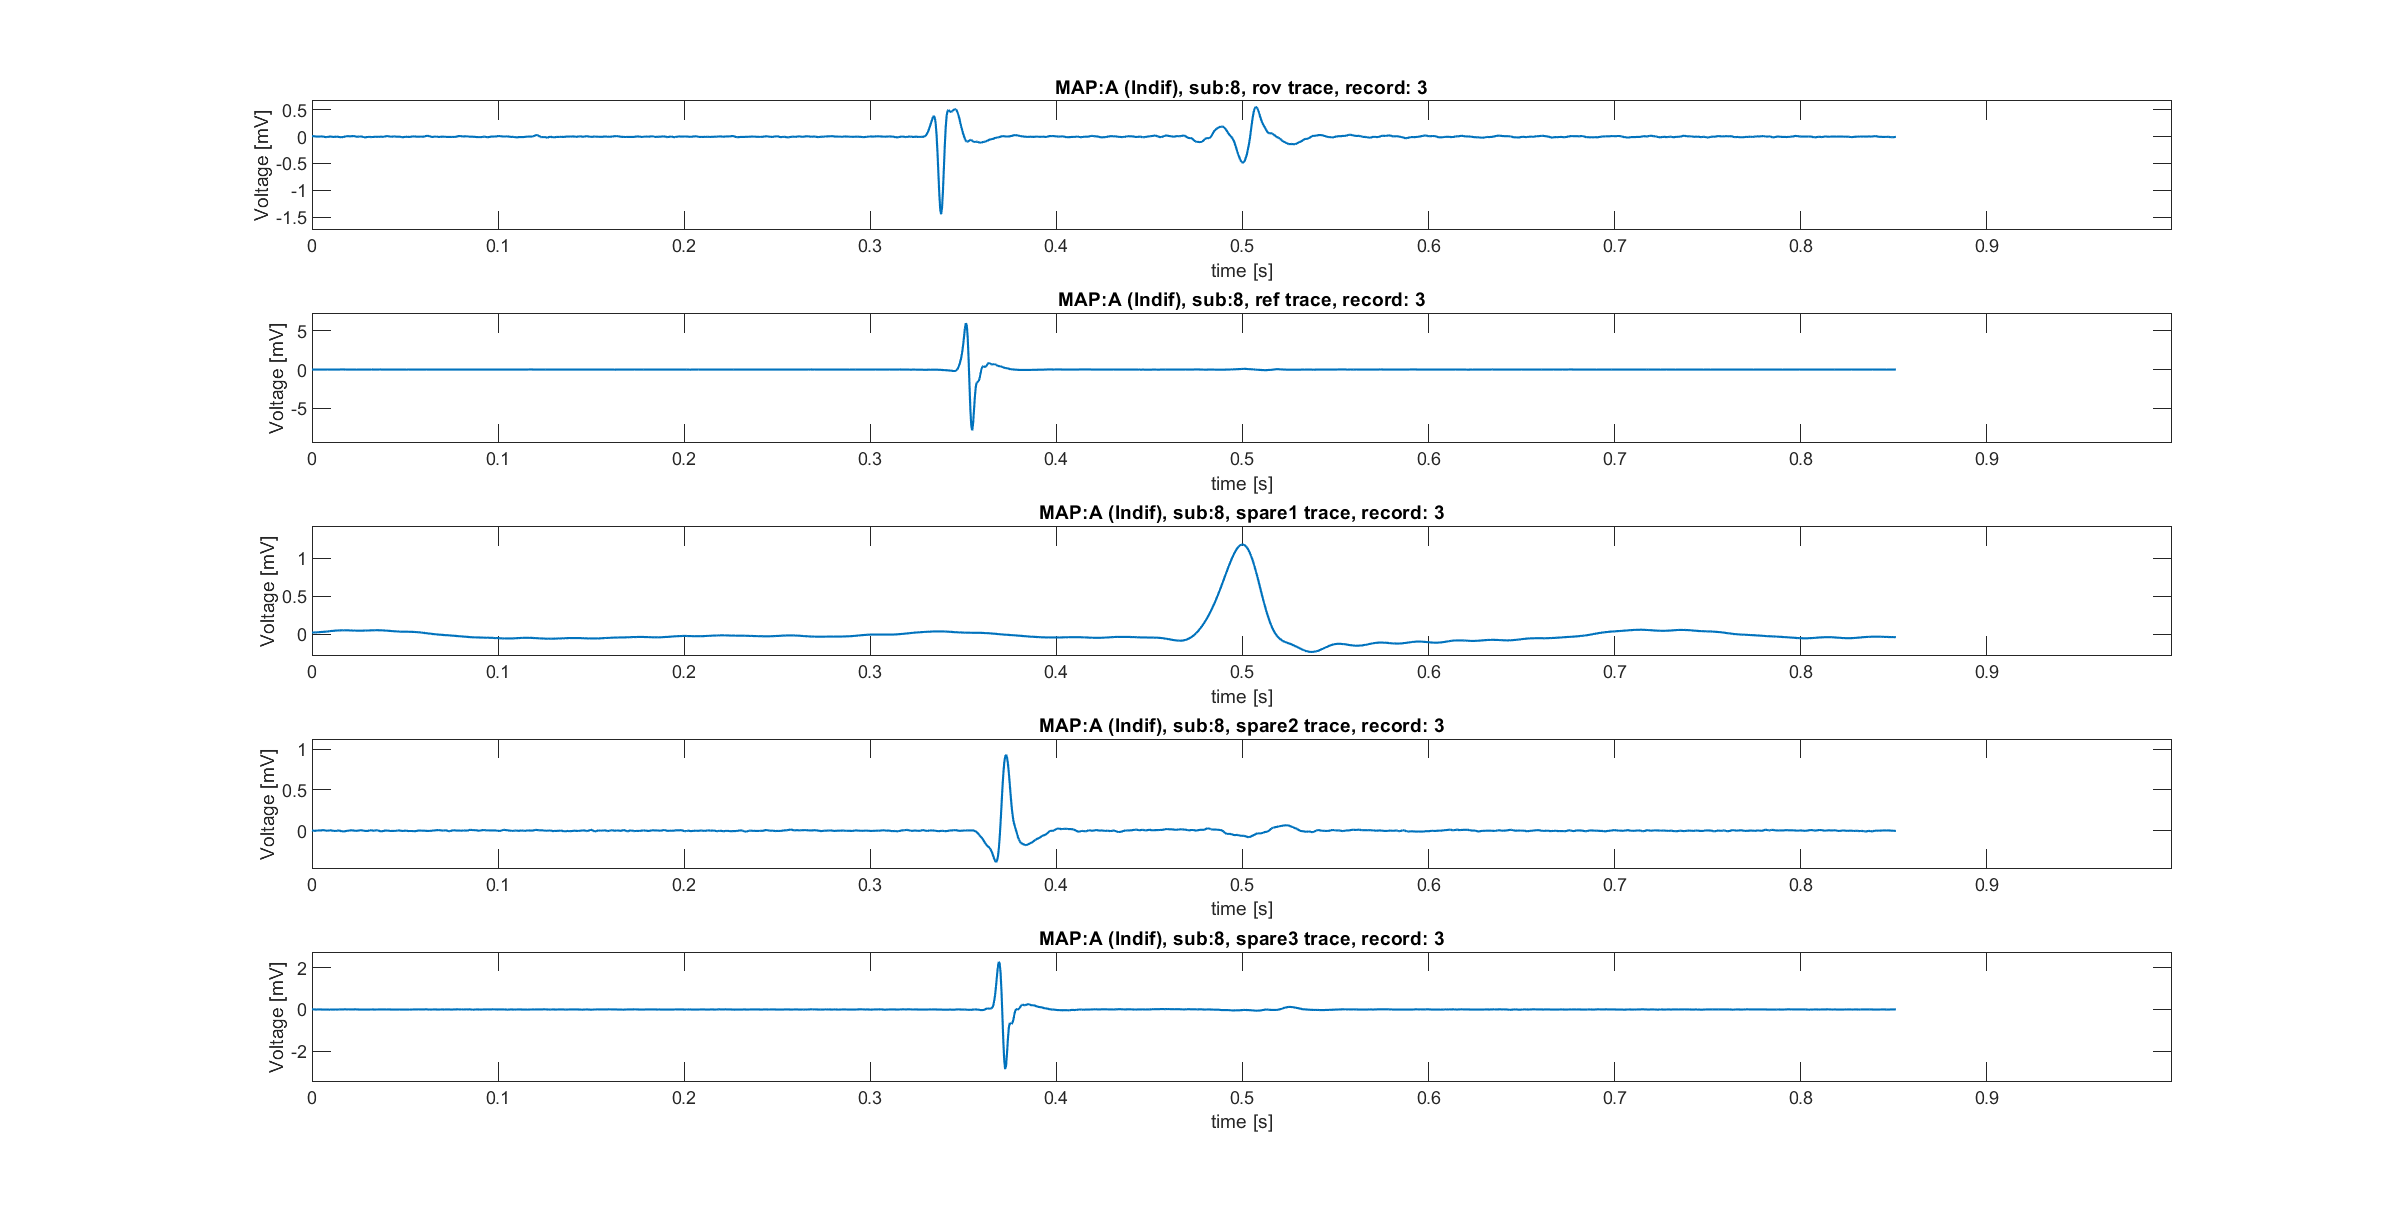 MAP:A (Indif), sub:8, rov trace, record: 3
Voltage [mV]
0.5
0
-0.5
-1
-1.5
0 0.1 0.2 0.3 0.4 0.5 0.6 0.7 0.8 0.9
time [s]
MAP:A (Indif), sub:8, ref trace, record: 3
Voltage [mV]
5
0
-5
0 0.1 0.2 0.3 0.4 0.5 0.6 0.7 0.8 0.9
time [s]
MAP:A (Indif), sub:8, spare1 trace, record: 3
Voltage [mV]
1
0.5
0
0 0.1 0.2 0.3 0.4 0.5 0.6 0.7 0.8 0.9
time [s]
MAP:A (Indif), sub:8, spare2 trace, record: 3
Voltage [mV]
1
0.5
0
0 0.1 0.2 0.3 0.4 0.5 0.6 0.7 0.8 0.9
time [s]
MAP:A (Indif), sub:8, spare3 trace, record: 3
Voltage [mV]
2
0
-2
0 0.1 0.2 0.3 0.4 0.5 0.6 0.7 0.8 0.9
time [s]